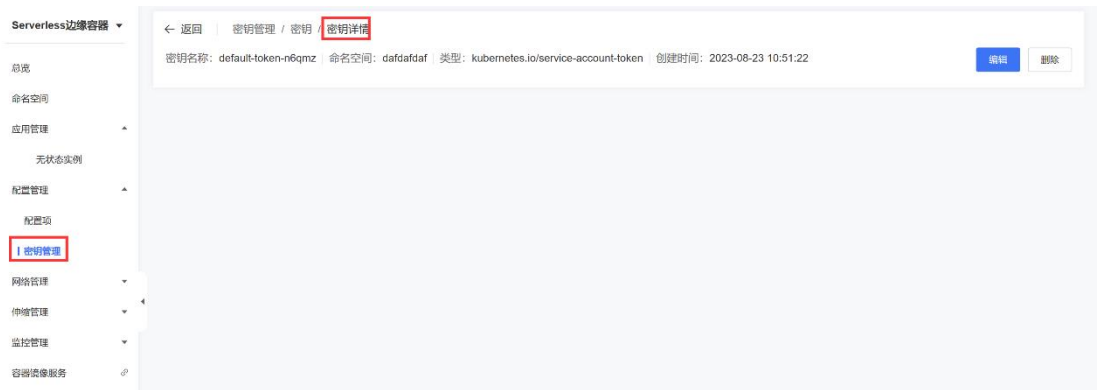 Serverless边缘容器
← 返回 密钥管理 / 密钥 / 密钥详情
密钥名称：default-token-n6qmz 命名空间：dafdafdaf 类型：kubernetes.io/service-account-token 创建时间：2023-08-23 10:51:22 编辑 删除
总览
命名空间
应用管理
无状态实例
配置管理
配置项
密钥管理
网络管理
伸缩管理
监控管理
容器镜像服务